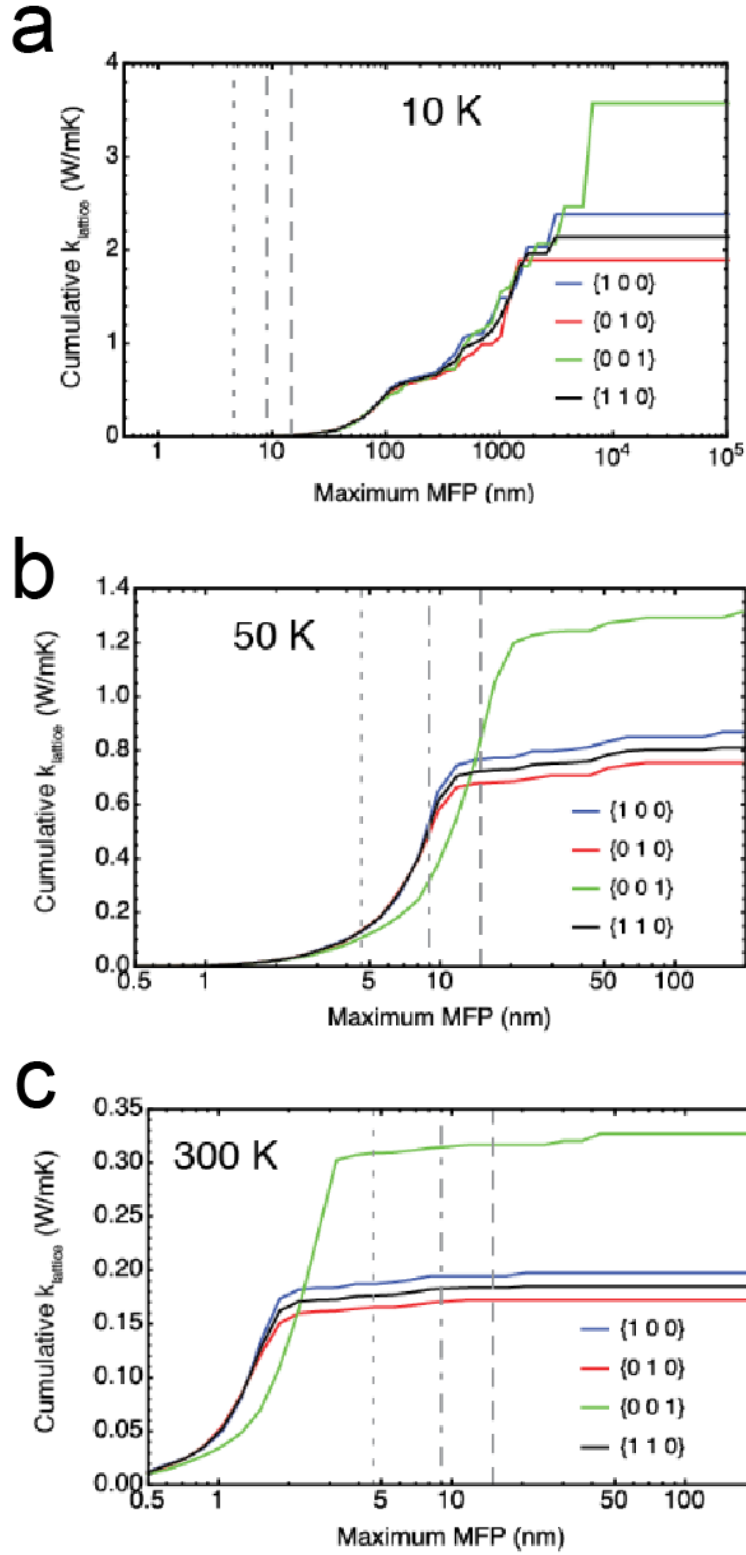 a
10 K
Cumulative k_lattice (W/mK)
4
3
2
1
0
1
10
100
1000
10⁴
10⁵
Maximum MFP (nm)
{1 0 0}
{0 1 0}
{0 0 1}
{1 1 0}
b
50 K
Cumulative k_lattice (W/mK)
1.4
1.2
1.0
0.8
0.6
0.4
0.2
0.0
0.5
1
5
10
50
100
Maximum MFP (nm)
{1 0 0}
{0 1 0}
{0 0 1}
{1 1 0}
c
300 K
Cumulative k_lattice (W/mK)
0.35
0.30
0.25
0.20
0.15
0.10
0.05
0.00
0.5
1
5
10
50
100
Maximum MFP (nm)
{1 0 0}
{0 1 0}
{0 0 1}
{1 1 0}